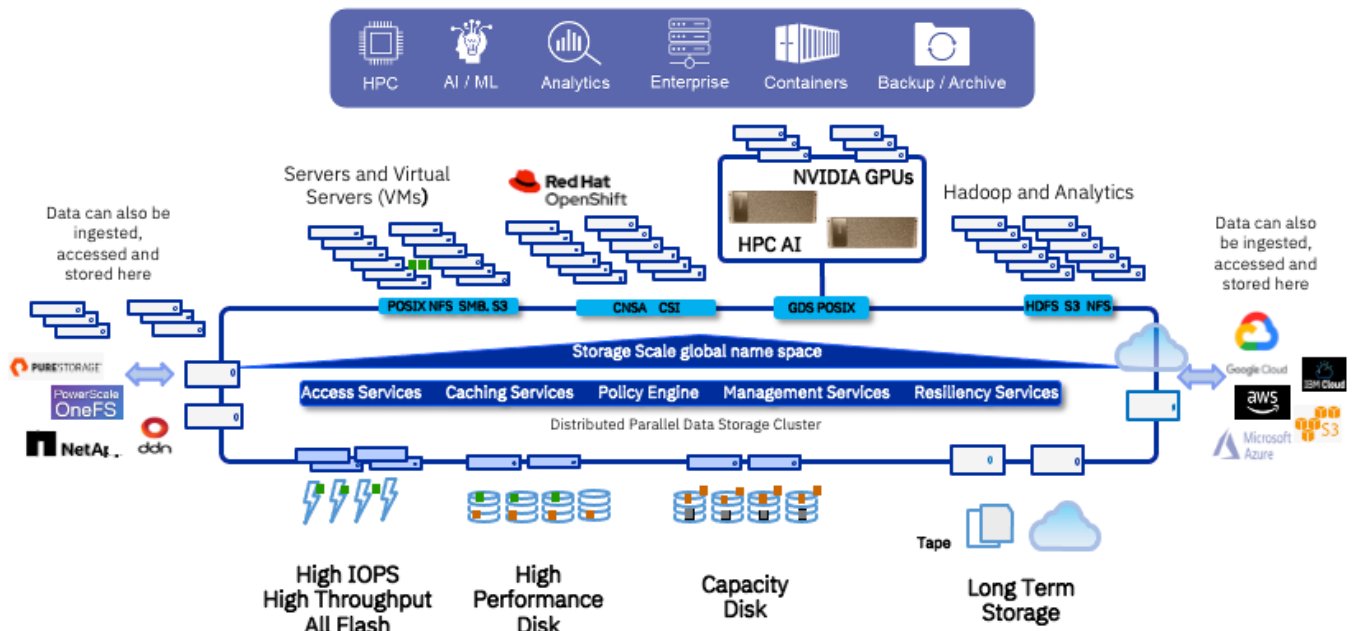 HPC
AI / ML
Analytics
Enterprise
Containers
Backup / Archive
Servers and Virtual
Servers (VMs)
Red Hat
OpenShift
NVIDIA GPUs
HPC AI
Hadoop and Analytics
Data can also be
ingested,
accessed and
stored here
Data can also
be ingested,
accessed and
stored here
POSIX NFS SMB. S3
CNSA CSI
GDS POSIX
HDFS S3 NFS
Storage Scale global name space
Access Services
Caching Services
Policy Engine
Management Services
Resiliency Services
Distributed Parallel Data Storage Cluster
PURESTORAGE
PowerScale
OneFS
NetAp
ddn
Google Cloud
IBM Cloud
aws
S3
Microsoft
Azure
High IOPS
High Throughput
All Flash
High
Performance
Disk
Capacity
Disk
Tape
Long Term
Storage